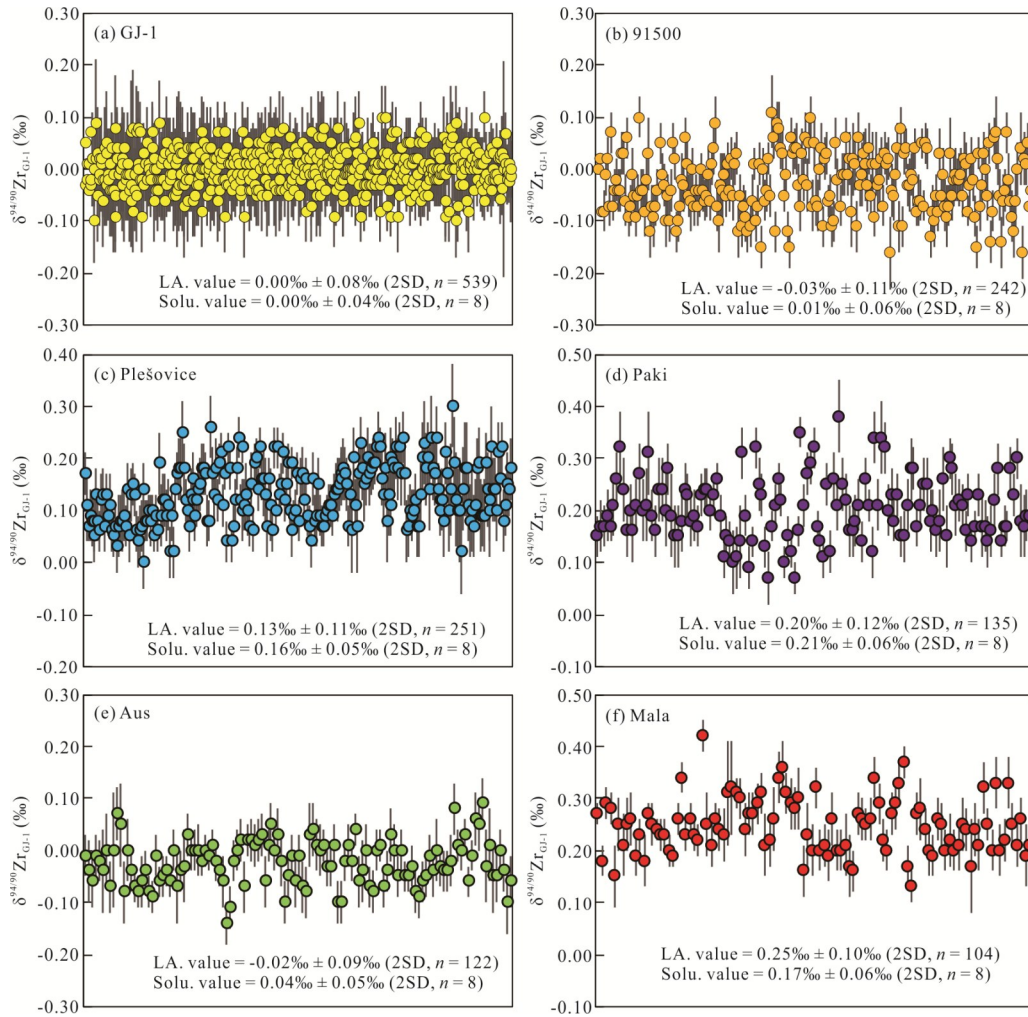 (a) GJ-1
0.30
0.20
0.10
0.00
-0.10
-0.20
-0.30
δ94/90ZrGJ-1 (‰)
LA. value = 0.00‰ ± 0.08‰ (2SD, n = 539)
Solu. value = 0.00‰ ± 0.04‰ (2SD, n = 8)
(b) 91500
0.30
0.20
0.10
0.00
-0.10
-0.20
-0.30
δ94/90ZrGJ-1 (‰)
LA. value = -0.03‰ ± 0.11‰ (2SD, n = 242)
Solu. value = 0.01‰ ± 0.06‰ (2SD, n = 8)
(c) Plešovice
0.40
0.30
0.20
0.10
0.00
-0.10
-0.20
δ94/90ZrGJ-1 (‰)
LA. value = 0.13‰ ± 0.11‰ (2SD, n = 251)
Solu. value = 0.16‰ ± 0.05‰ (2SD, n = 8)
(d) Paki
0.50
0.40
0.30
0.20
0.10
0.00
-0.10
δ94/90ZrGJ-1 (‰)
LA. value = 0.20‰ ± 0.12‰ (2SD, n = 135)
Solu. value = 0.21‰ ± 0.06‰ (2SD, n = 8)
(e) Aus
0.30
0.20
0.10
0.00
-0.10
-0.20
-0.30
δ94/90ZrGJ-1 (‰)
LA. value = -0.02‰ ± 0.09‰ (2SD, n = 122)
Solu. value = 0.04‰ ± 0.05‰ (2SD, n = 8)
(f) Mala
0.50
0.40
0.30
0.20
0.10
0.00
-0.10
δ94/90ZrGJ-1 (‰)
LA. value = 0.25‰ ± 0.10‰ (2SD, n = 104)
Solu. value = 0.17‰ ± 0.06‰ (2SD, n = 8)